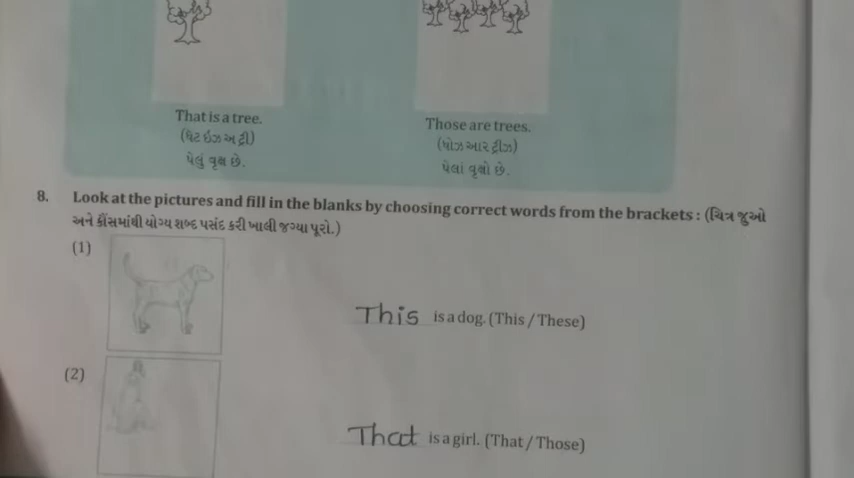 That is a tree.
(ધેટ ઇઝ અ ટ્રી)
પેલું વૃક્ષ છે.
Those are trees.
(ધોઝ આર ટ્રીઝ)
પેલાં વૃક્ષો છે.
8. Look at the pictures and fill in the blanks by choosing correct words from the brackets : (ચિત્ર જુઓ
અને કૌંસમાંથી યોગ્ય શબ્દ પસંદ કરી ખાલી જગ્યા પૂરો.)
(1)
This is a dog. (This / These)
(2)
That is a girl. (That / Those)